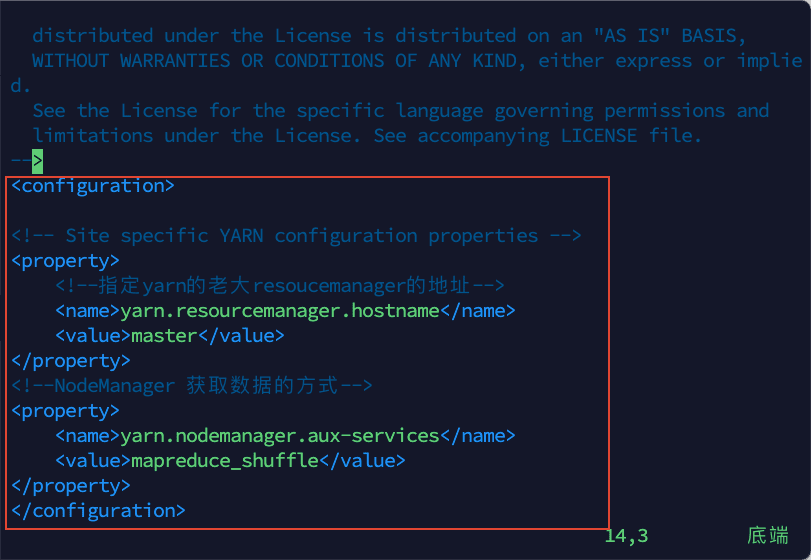 distributed under the License is distributed on an "AS IS" BASIS,
WITHOUT WARRANTIES OR CONDITIONS OF ANY KIND, either express or implie
d.
See the License for the specific language governing permissions and
limitations under the License. See accompanying LICENSE file.
-->
<configuration>
<!-- Site specific YARN configuration properties -->
<property>
<!--指定yarn的老大resoucemanager的地址-->
<name>yarn.resourcemanager.hostname</name>
<value>master</value>
</property>
<!--NodeManager 获取数据的方式-->
<property>
<name>yarn.nodemanager.aux-services</name>
<value>mapreduce_shuffle</value>
</property>
</configuration>
14,3 底端